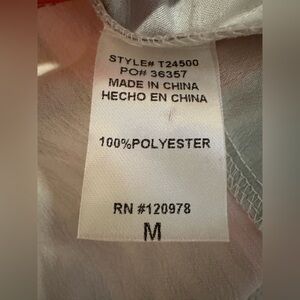 STYLE# T24500
PO# 36357
MADE IN CHINA
HECHO EN CHINA
100%POLYESTER
RN #120978
M